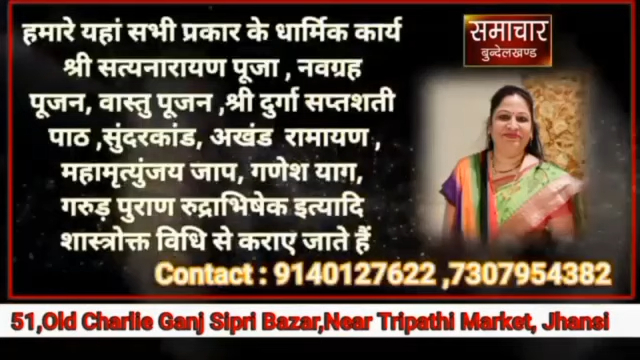 हमारे यहां सभी प्रकार के धार्मिक कार्य
श्री सत्यनारायण पूजा , नवग्रह
पूजन, वास्तु पूजन ,श्री दुर्गा सप्तशती
पाठ ,सुंदरकांड, अखंड रामायण ,
महामृत्युंजय जाप, गणेश याग,
गरुड़ पुराण रुद्राभिषेक इत्यादि
शास्त्रोक्त विधि से कराए जाते हैं
समाचार
बुन्देलखण्ड
Contact : 9140127622 ,7307954382
51,Old Charlie Ganj Sipri Bazar,Near Tripathi Market, Jhansi